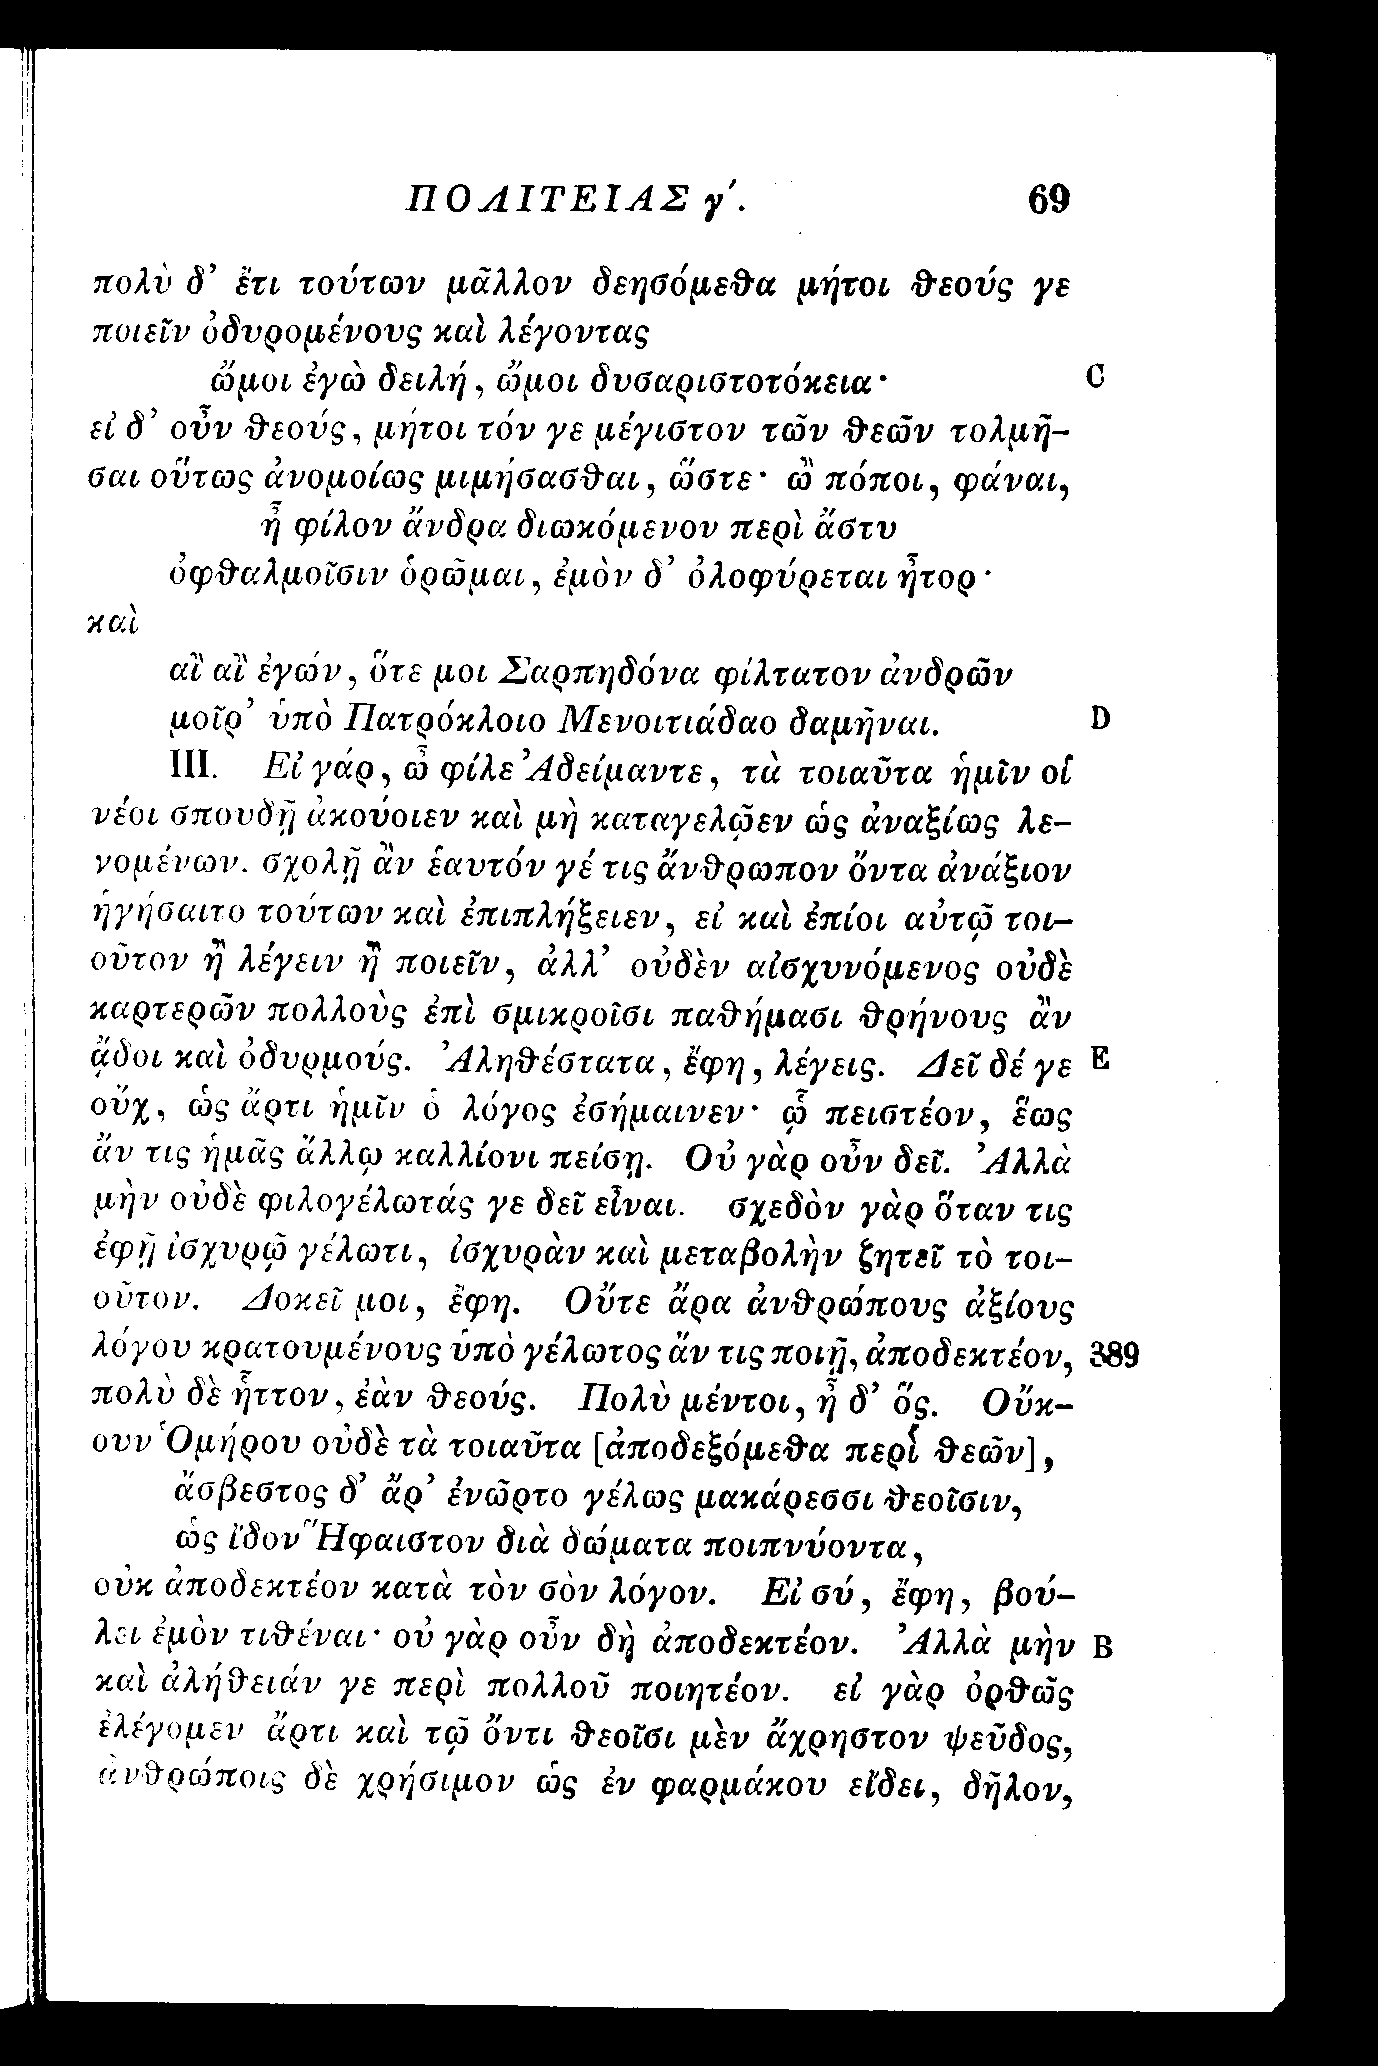 ΠΟΛΙΤΕΙΑΣ γ΄. 69
πολὺ δ’ ἔτι τούτων μᾶλλον δεησόμεθα μήτοι θεούς γε
ποιεῖν ὀδυρομένους καὶ λέγοντας
ὤμοι ἐγὼ δειλή, ὤμοι δυσαριστοτόκεια· C
εἰ δ’ οὖν θεούς, μήτοι τόν γε μέγιστον τῶν θεῶν τολμῆ-
σαι οὕτως ἀνομοίως μιμήσασθαι, ὥστε· ὢ πόποι, φάναι,
ἦ φίλον ἄνδρα διωκόμενον περὶ ἄστυ
ὀφθαλμοῖσιν ὁρῶμαι, ἐμὸν δ’ ὀλοφύρεται ἦτορ·
καὶ
αἲ αἲ ἐγών, ὅτε μοι Σαρπηδόνα φίλτατον ἀνδρῶν
μοῖρ’ ὑπὸ Πατρόκλοιο Μενοιτιάδαο δαμῆναι. D
III. Εἰ γάρ, ὦ φίλε Ἀδείμαντε, τὰ τοιαῦτα ἡμῖν οἱ
νέοι σπουδῇ ἀκούοιεν καὶ μὴ καταγελῷεν ὡς ἀναξίως λε-
γομένων. σχολῇ ἂν ἑαυτόν γέ τις ἄνθρωπον ὄντα ἀνάξιον
ἡγήσαιτο τούτων καὶ ἐπιπλήξειεν, εἰ καὶ ἐπίοι αὐτῷ τοι-
οῦτον ἢ λέγειν ἢ ποιεῖν, ἀλλ’ οὐδὲν αἰσχυνόμενος οὐδὲ
καρτερῶν πολλοὺς ἐπὶ σμικροῖσι παθήμασι θρήνους ἂν
ᾄδοι καὶ ὀδυρμούς. Ἀληθέστατα, ἔφη, λέγεις. Δεῖ δέ γε E
οὔχ, ὡς ἄρτι ἡμῖν ὁ λόγος ἐσήμαινεν· ᾧ πειστέον, ἕως
ἄν τις ἡμᾶς ἄλλῳ καλλίονι πείσῃ. Οὐ γὰρ οὖν δεῖ. Ἀλλὰ
μὴν οὐδὲ φιλογέλωτάς γε δεῖ εἶναι. σχεδὸν γὰρ ὅταν τις
ἐφῇ ἰσχυρῷ γέλωτι, ἰσχυρὰν καὶ μεταβολὴν ζητεῖ τὸ τοι-
οῦτον. Δοκεῖ μοι, ἔφη. Οὔτε ἄρα ἀνθρώπους ἀξίους
λόγου κρατουμένους ὑπὸ γέλωτος ἄν τις ποιῇ, ἀποδεκτέον, 389
πολὺ δὲ ἧττον, ἐὰν θεούς. Πολὺ μέντοι, ἦ δ’ ὅς. Οὔκ-
ουν Ὁμήρου οὐδὲ τὰ τοιαῦτα [ἀποδεξόμεθα περὶ θεῶν],
ἄσβεστος δ’ ἄρ’ ἐνῶρτο γέλως μακάρεσσι θεοῖσιν,
ὡς ἴδον Ἥφαιστον διὰ δώματα ποιπνύοντα,
οὐκ ἀποδεκτέον κατὰ τὸν σὸν λόγον. Εἰ σύ, ἔφη, βού-
λει ἐμὸν τιθέναι· οὐ γὰρ οὖν δὴ ἀποδεκτέον. Ἀλλὰ μὴν B
καὶ ἀλήθειάν γε περὶ πολλοῦ ποιητέον. εἰ γὰρ ὀρθῶς
ἐλέγομεν ἄρτι καὶ τῷ ὄντι θεοῖσι μὲν ἄχρηστον ψεῦδος,
ἀνθρώποις δὲ χρήσιμον ὡς ἐν φαρμάκου εἴδει, δῆλον,